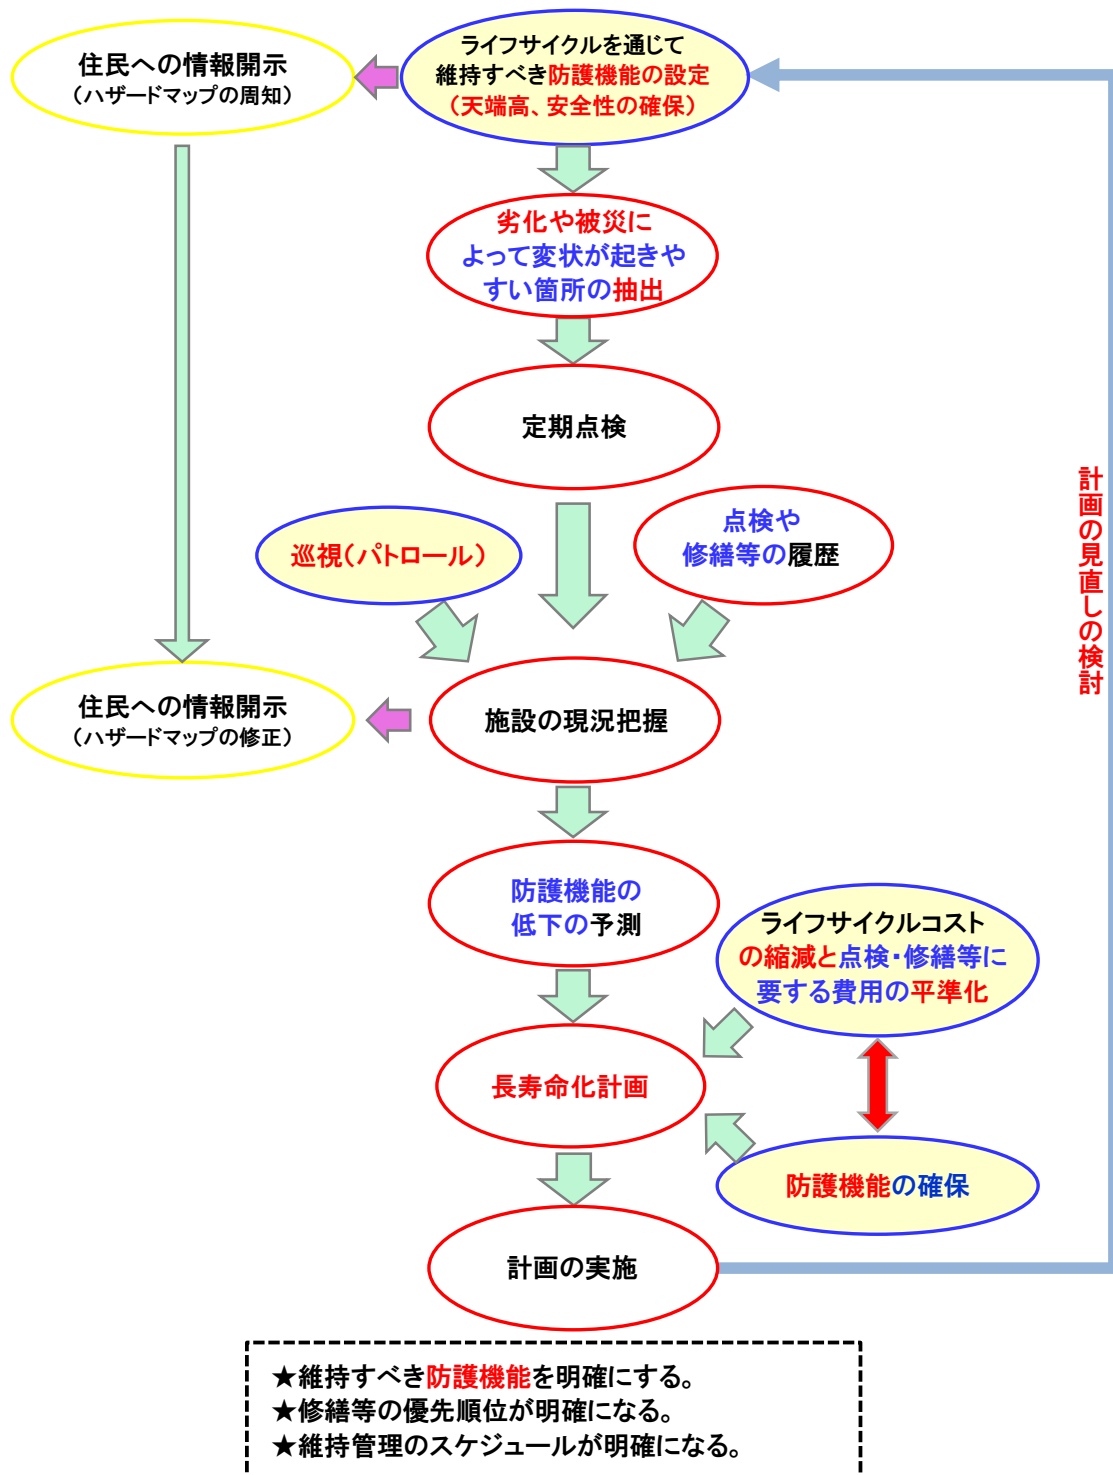 住民への情報開示
（ハザードマップの周知）
ライフサイクルを通じて
維持すべき防護機能の設定
（天端高、安全性の確保）
劣化や被災に
よって変状が起きや
すい箇所の抽出
定期点検
巡視（パトロール）
点検や
修繕等の履歴
計画の見直しの検討
住民への情報開示
（ハザードマップの修正）
施設の現況把握
防護機能の
低下の予測
ライフサイクルコスト
の縮減と点検・修繕等に
要する費用の平準化
長寿命化計画
防護機能の確保
計画の実施
★維持すべき防護機能を明確にする。
★修繕等の優先順位が明確になる。
★維持管理のスケジュールが明確になる。